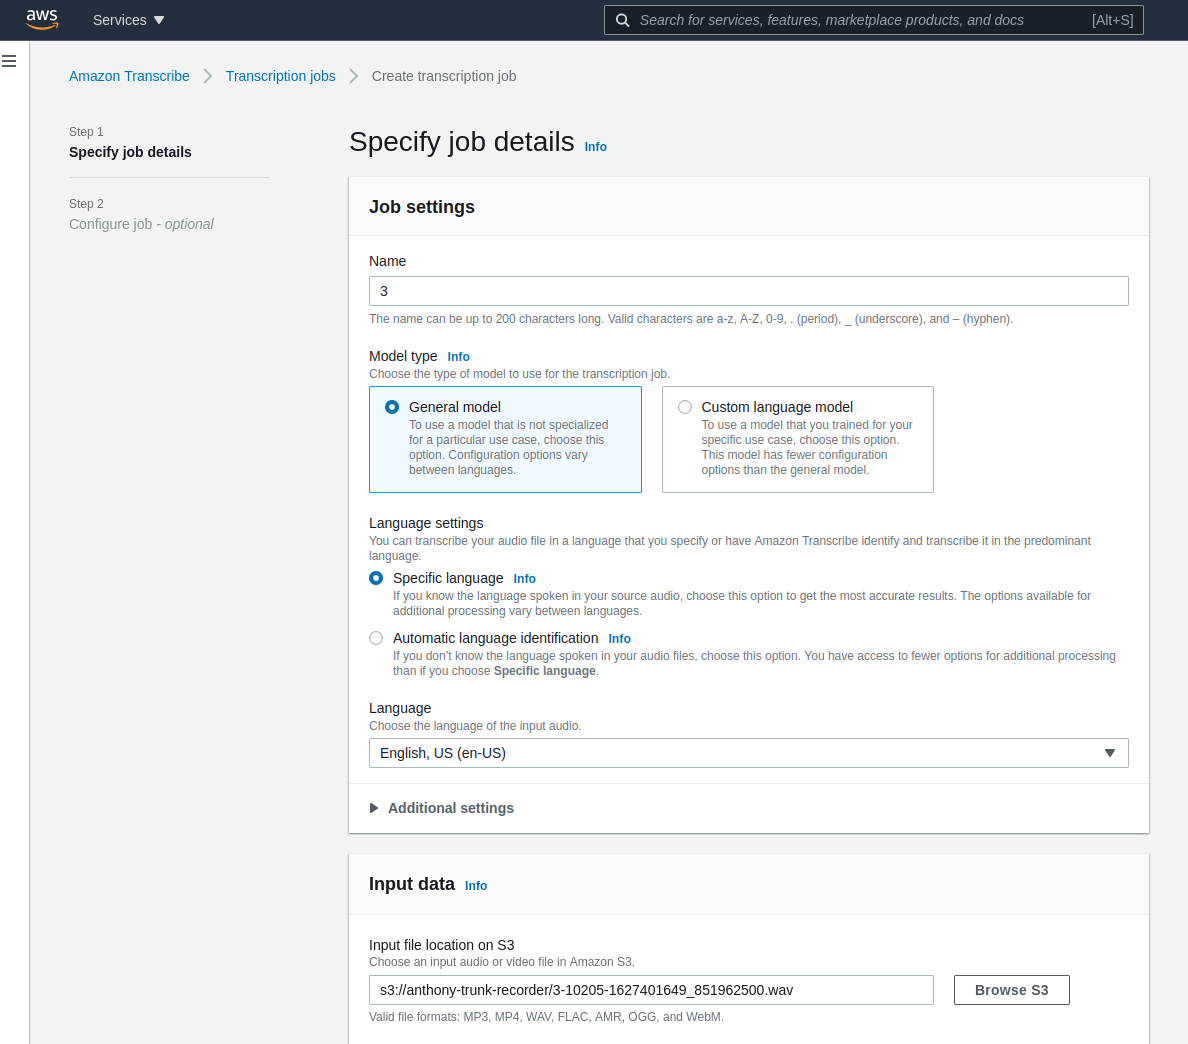 aws
Services
Search for services, features, marketplace products, and docs
[Alt+S]
Amazon Transcribe
Transcription jobs
Create transcription job
Step 1
Specify job details
Step 2
Configure job - optional
Specify job details Info
Job settings
Name
3
The name can be up to 200 characters long. Valid characters are a-z, A-Z, 0-9, . (period), _ (underscore), and – (hyphen).
Model type Info
Choose the type of model to use for the transcription job.
General model
To use a model that is not specialized
for a particular use case, choose this
option. Configuration options vary
between languages.
Custom language model
To use a model that you trained for your
specific use case, choose this option.
This model has fewer configuration
options than the general model.
Language settings
You can transcribe your audio file in a language that you specify or have Amazon Transcribe identify and transcribe it in the predominant
language.
Specific language Info
If you know the language spoken in your source audio, choose this option to get the most accurate results. The options available for
additional processing vary between languages.
Automatic language identification Info
If you don’t know the language spoken in your audio files, choose this option. You have access to fewer options for additional processing
than if you choose Specific language.
Language
Choose the language of the input audio.
English, US (en-US)
Additional settings
Input data Info
Input file location on S3
Choose an input audio or video file in Amazon S3.
s3://anthony-trunk-recorder/3-10205-1627401649_851962500.wav
Browse S3
Valid file formats: MP3, MP4, WAV, FLAC, AMR, OGG, and WebM.